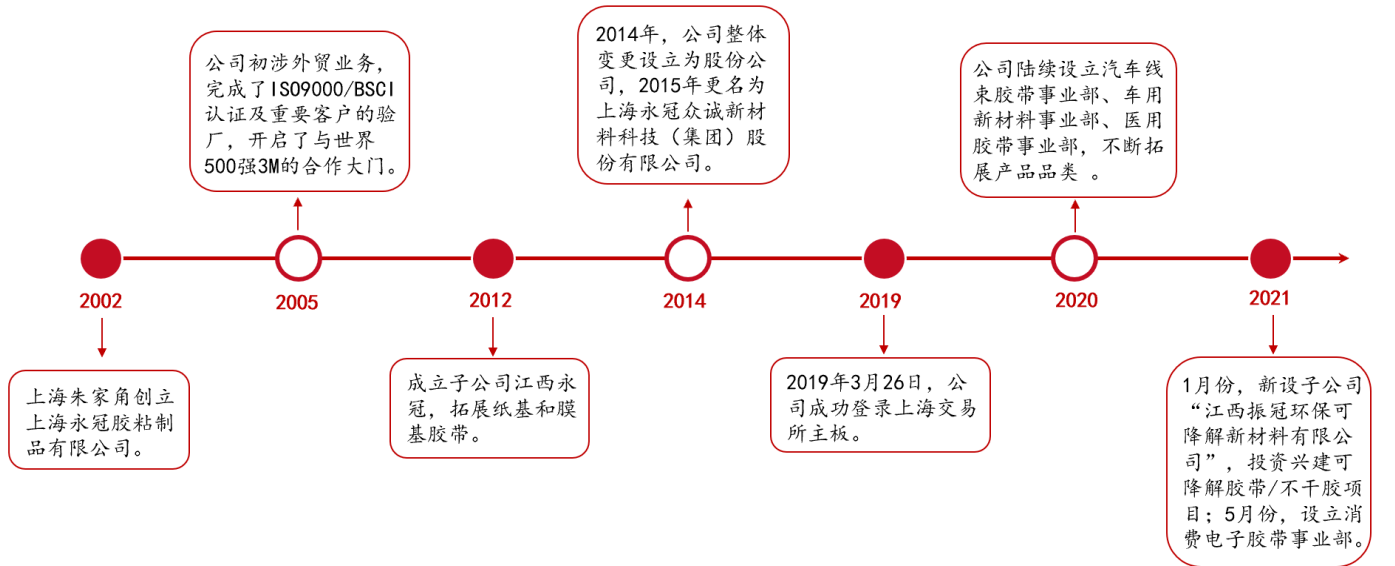 公司初涉外贸业务，
完成了ISO9000/BSCI
认证及重要客户的验
厂，开启了与世界
500强3M的合作大门。
2014年，公司整体
变更设立为股份公
司，2015年更名为
上海永冠众诚新材
料科技（集团）股
份有限公司。
公司陆续设立汽车线
束胶带事业部、车用
新材料事业部、医用
胶带事业部，不断拓
展产品品类 。
2002
2005
2012
2014
2019
2020
2021
上海朱家角创立
上海永冠胶粘制
品有限公司。
成立子公司江西永
冠，拓展纸基和膜
基胶带。
2019年3月26日，公
司成功登录上海交易
所主板。
1月份，新设子公司
“江西振冠环保可
降解新材料有限公
司”，投资兴建可
降解胶带/不干胶项
目；5月份，设立消
费电子胶带事业部。